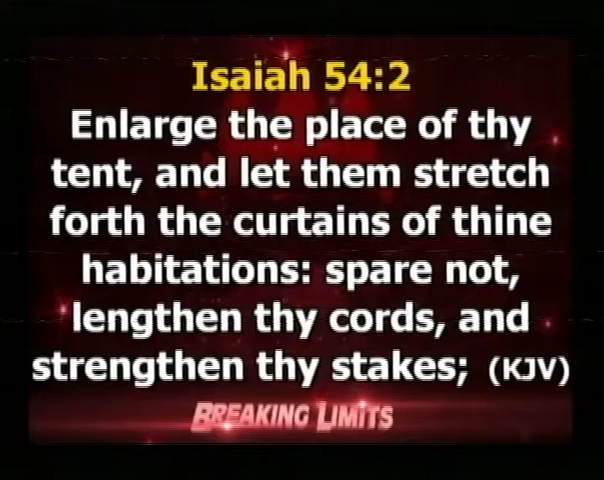 Isaiah 54:2
Enlarge the place of thy
tent, and let them stretch
forth the curtains of thine
habitations: spare not,
lengthen thy cords, and
strengthen thy stakes; (KJV)
BREAKING LIMITS